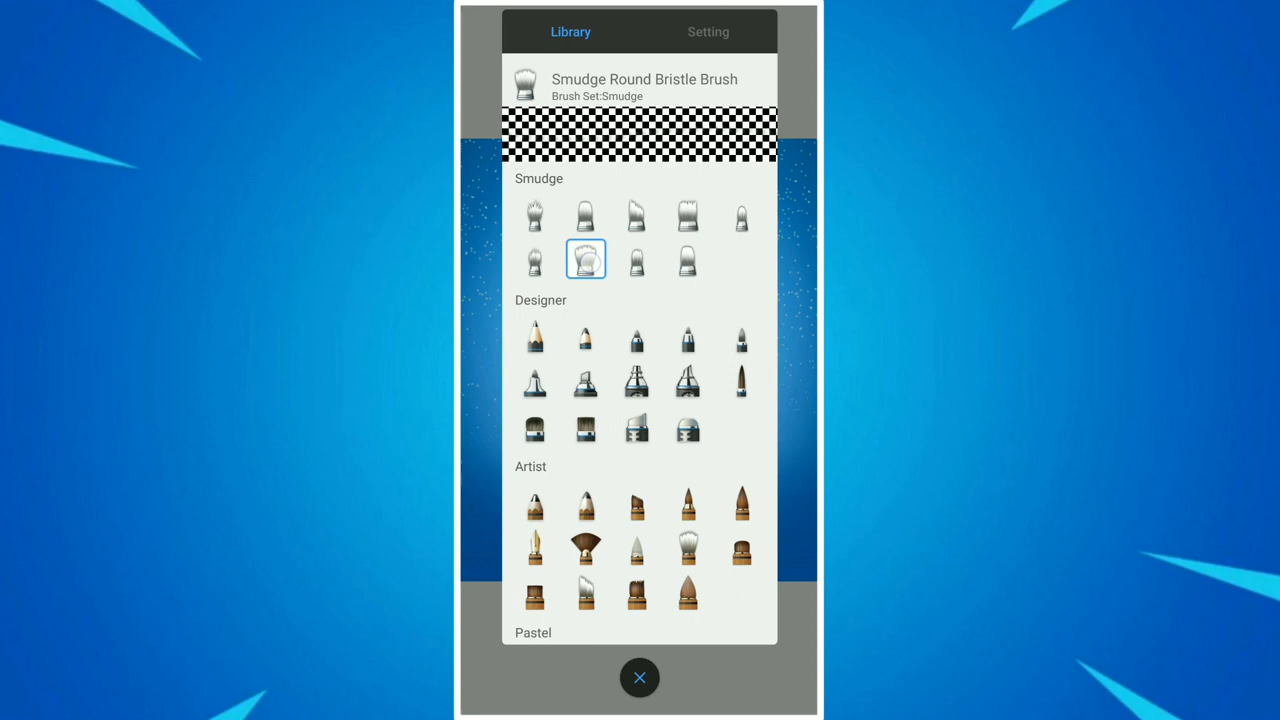 Library
Setting
Smudge Round Bristle Brush
Brush Set:Smudge
Smudge
Designer
Artist
Pastel